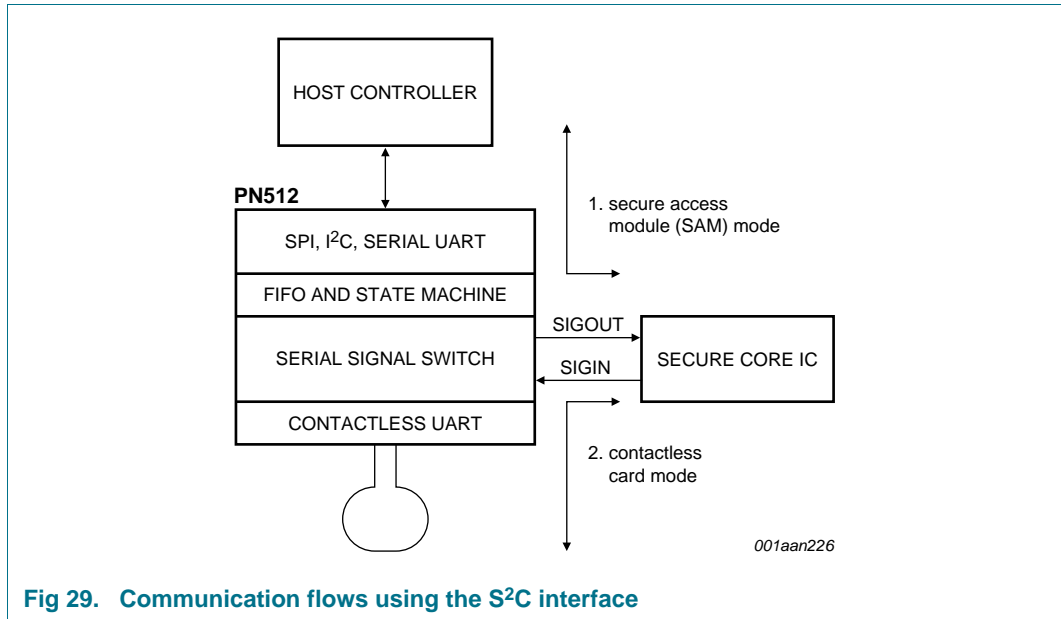 HOST CONTROLLER
PN512
1. secure access
module (SAM) mode
SPI, I²C, SERIAL UART
FIFO AND STATE MACHINE
SIGOUT
SERIAL SIGNAL SWITCH
SECURE CORE IC
SIGIN
CONTACTLESS UART
2. contactless
card mode
001aan226
Fig 29. Communication flows using the S²C interface